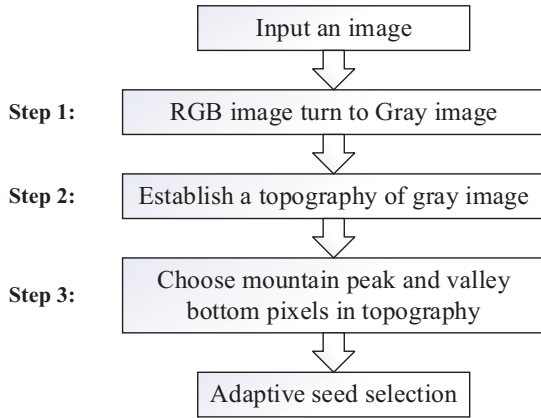 Input an image
Step 1:
RGB image turn to Gray image
Step 2:
Establish a topography of gray image
Step 3:
Choose mountain peak and valley
bottom pixels in topography
Adaptive seed selection